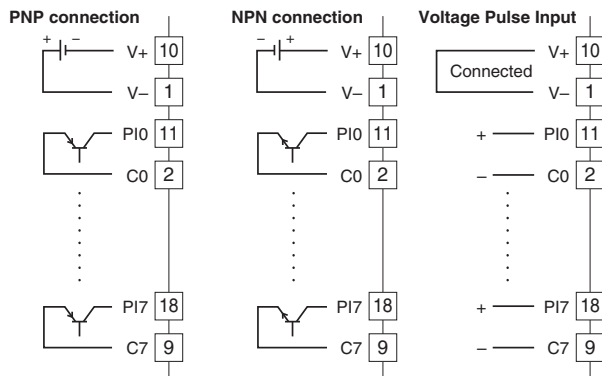 PNP connection
+ − V+ 10
V− 1
PI0 11
C0 2
PI7 18
C7 9
NPN connection
− + V+ 10
V− 1
PI0 11
C0 2
PI7 18
C7 9
Voltage Pulse Input
V+ 10
Connected
V− 1
+ PI0 11
− C0 2
+ PI7 18
− C7 9